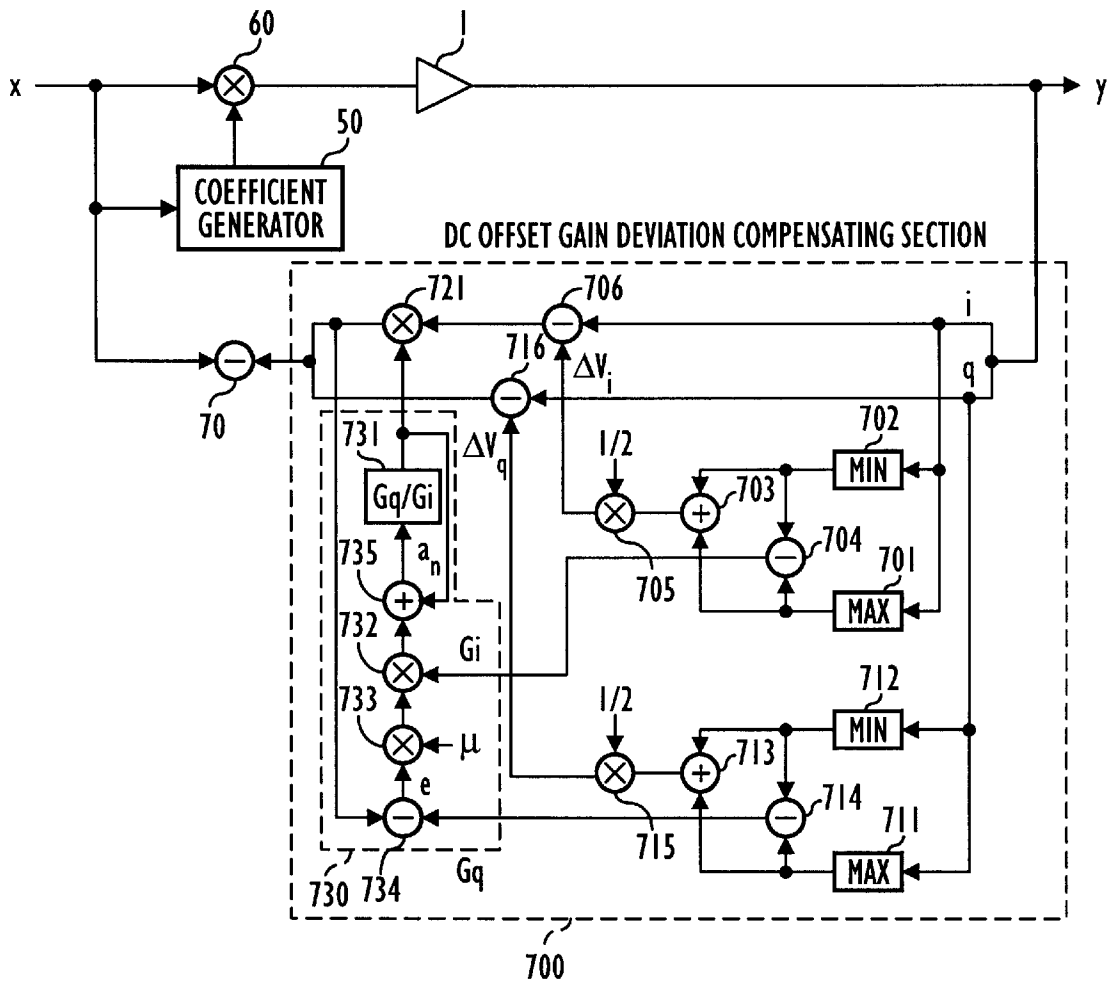 60
1
x
y
50
COEFFICIENT
GENERATOR
DC OFFSET GAIN DEVIATION COMPENSATING SECTION
721
706
i
716
ΔVi
q
70
731
ΔVq
702
1/2
MIN
Gq/Gi
703
704
735
an
705
701
MAX
732
Gi
712
733
1/2
MIN
μ
713
e
714
715
711
MAX
730
734
Gq
700